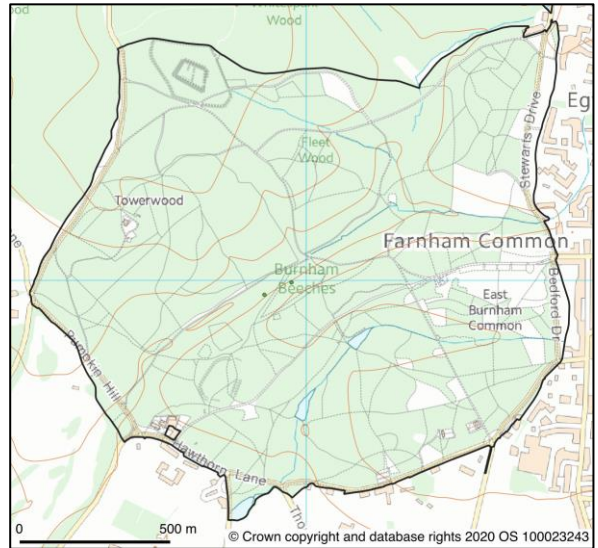 Wood
Eg
Stewarts Drive
Fleet
Wood
Towerwood
Farnham Common
Burnham
Beeches
East
Burnham
Common
Bedford Dr
Pumpkin Hill
Hawthorn Lane
Tho
0 500 m
© Crown copyright and database rights 2020 OS 100023243